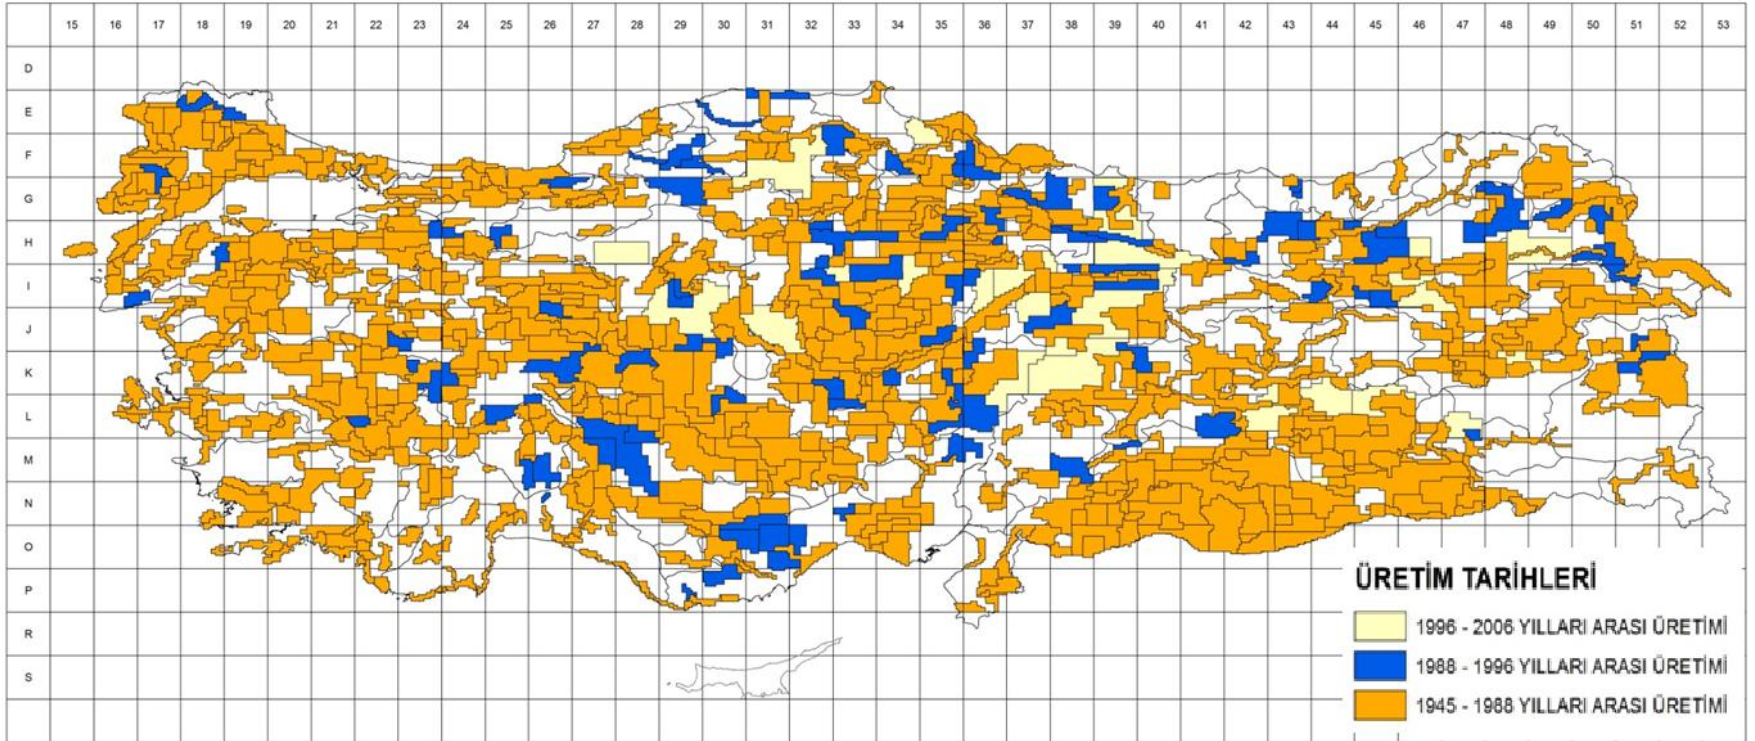 15 16 17 18 19 20 21 22 23 24 25 26 27 28 29 30 31 32 33 34 35 36 37 38 39 40 41 42 43 44 45 46 47 48 49 50 51 52 53
D
E
F
G
H
I
J
K
L
M
N
O
P
R
S
ÜRETİM TARİHLERİ
1996 - 2006 YILLARI ARASI ÜRETİMİ
1988 - 1996 YILLARI ARASI ÜRETİMİ
1945 - 1988 YILLARI ARASI ÜRETİMİ